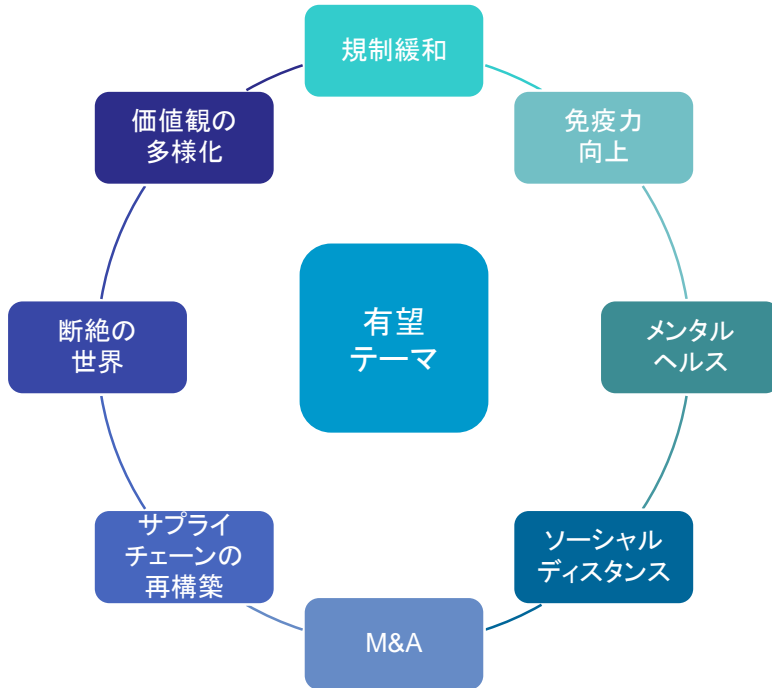 規制緩和
免疫力
向上
メンタル
ヘルス
ソーシャル
ディスタンス
M&A
サプライ
チェーンの
再構築
断絶の
世界
価値観の
多様化
有望
テーマ